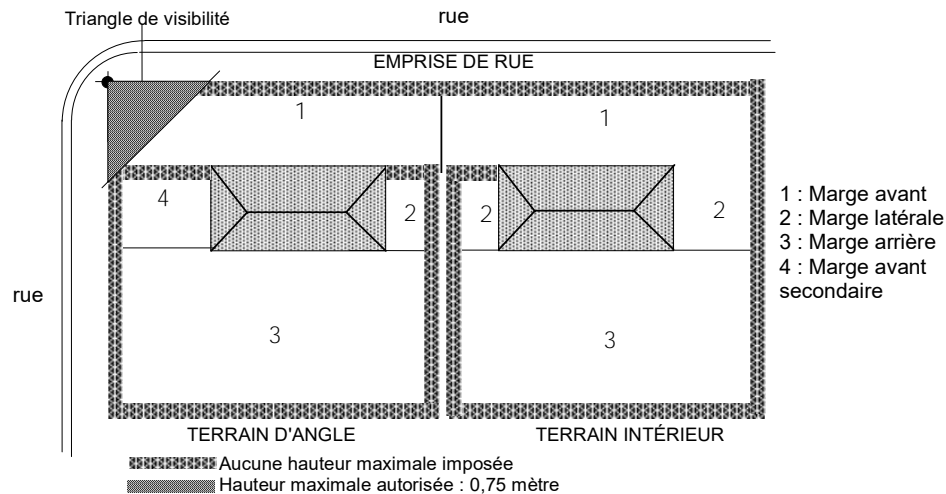 Triangle de visibilité
rue
EMPRISE DE RUE
1
1
4
2
2
2
1 : Marge avant
2 : Marge latérale
3 : Marge arrière
4 : Marge avant
secondaire
rue
3
3
TERRAIN D'ANGLE
TERRAIN INTÉRIEUR
Aucune hauteur maximale imposée
Hauteur maximale autorisée : 0,75 mètre